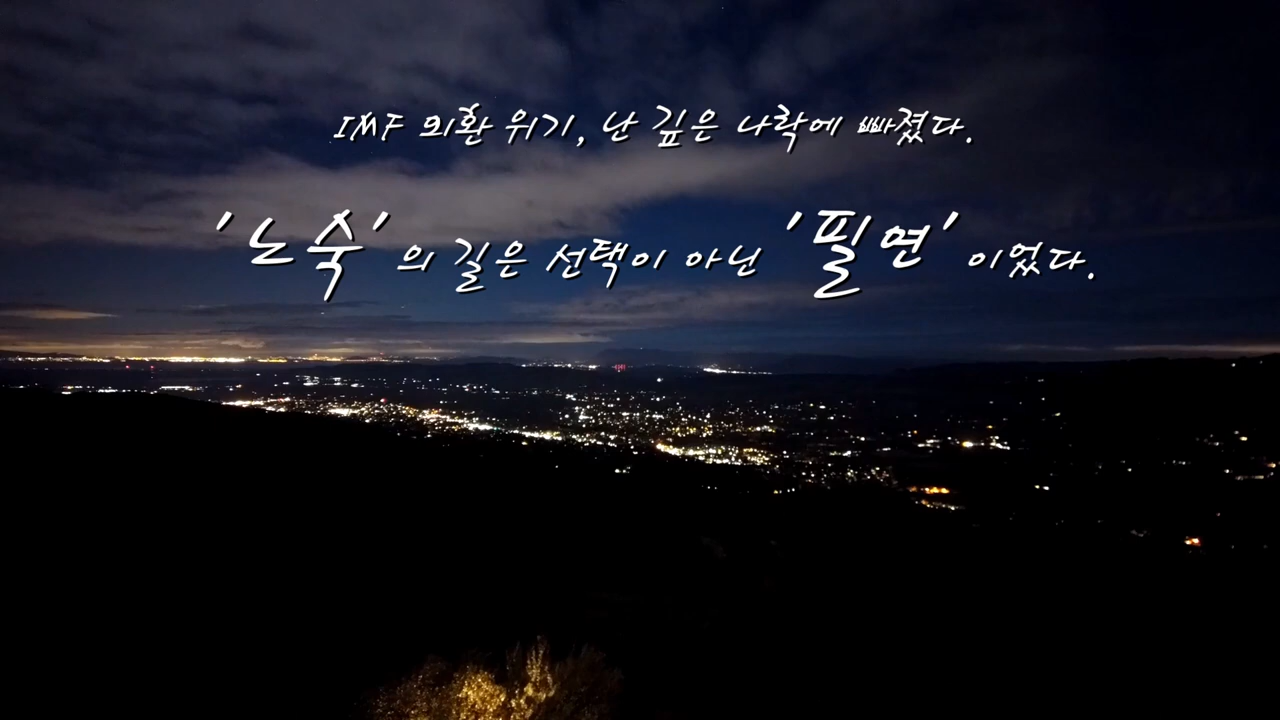 IMF 외환 위기, 난 깊은 나락에 빠졌다.
'노숙'의 길은 선택이 아닌 '필연'이었다.